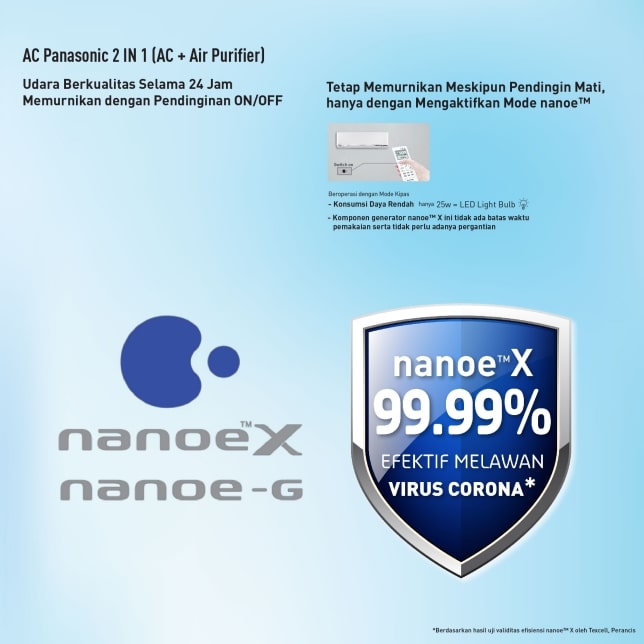 AC Panasonic 2 IN 1 (AC + Air Purifier)
Udara Berkualitas Selama 24 Jam
Memurnikan dengan Pendinginan ON/OFF
Tetap Memurnikan Meskipun Pendingin Mati,
hanya dengan Mengaktifkan Mode nanoe™
Switch on
Beroperasi dengan Mode Kipas
- Konsumsi Daya Rendah hanya 25w = LED Light Bulb
- Komponen generator nanoe™ X ini tidak ada batas waktu
pemakaian serta tidak perlu adanya pergantian
nanoe™X
nanoe-G
nanoe™X
99.99%
EFEKTIF MELAWAN
VIRUS CORONA*
*Berdasarkan hasil uji validitas efisiensi nanoe™ X oleh Texcell, Perancis